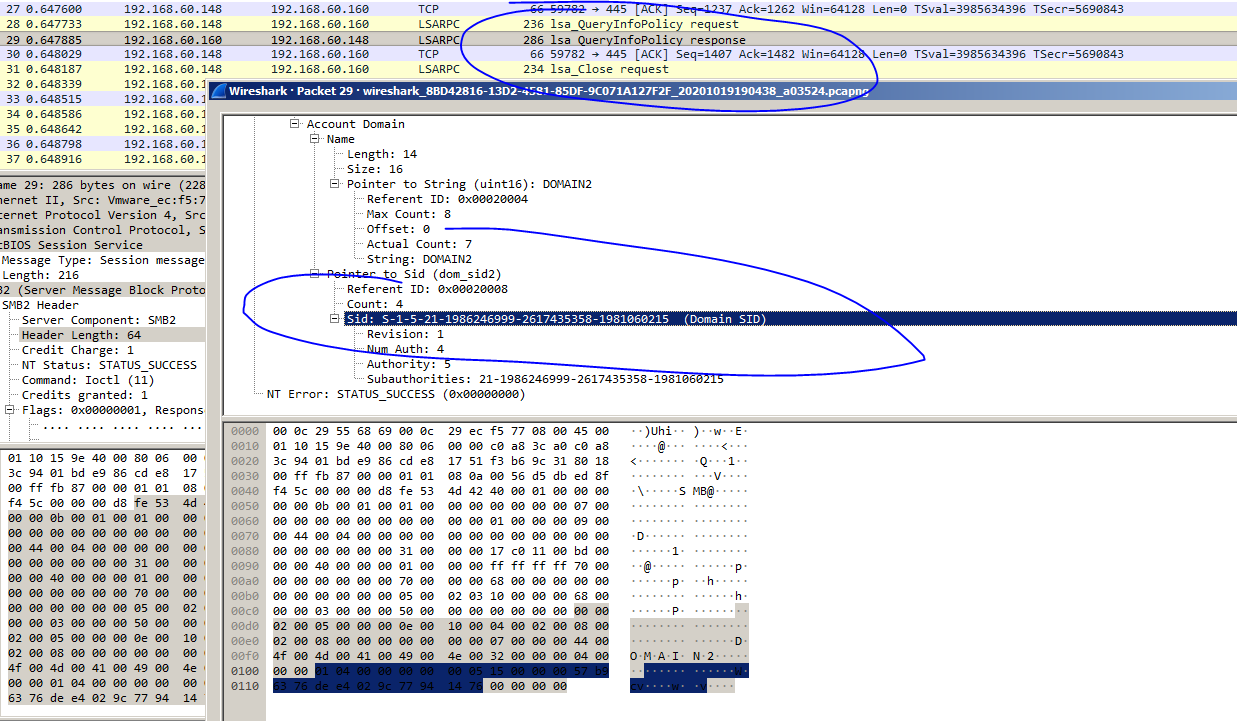 27 0.647600 192.168.60.148 192.168.60.160 TCP 66 59782 → 445 [ACK] Seq=1237 Ack=1262 Win=64128 Len=0 TSval=3985634396 TSecr=5690843
28 0.647733 192.168.60.148 192.168.60.160 LSARPC 236 lsa_QueryInfoPolicy request
29 0.647885 192.168.60.160 192.168.60.148 LSARPC 286 lsa_QueryInfoPolicy response
30 0.648029 192.168.60.148 192.168.60.160 TCP 66 59782 → 445 [ACK] Seq=1407 Ack=1482 Win=64128 Len=0 TSval=3985634396 TSecr=5690843
31 0.648187 192.168.60.148 192.168.60.160 LSARPC 234 lsa_Close request
32 0.648339 192.168.60.1
33 0.648515 192.168.60.1
34 0.648586 192.168.60.1
35 0.648642 192.168.60.1
36 0.648798 192.168.60.1
37 0.648916 192.168.60.1
Wireshark · Packet 29 · wireshark_8BD42816-13D2-4581-85DF-9C071A127F2F_20201019190438_a03524.pcapng
Account Domain
Name
Length: 14
Size: 16
Pointer to String (uint16): DOMAIN2
Referent ID: 0x00020004
Max Count: 8
Offset: 0
Actual Count: 7
String: DOMAIN2
Pointer to Sid (dom_sid2)
Referent ID: 0x00020008
Count: 4
Sid: S-1-5-21-1986246999-2617435358-1981060215 (Domain SID)
Revision: 1
Num Auth: 4
Authority: 5
Subauthorities: 21-1986246999-2617435358-1981060215
NT Error: STATUS_SUCCESS (0x00000000)
ame 29: 286 bytes on wire (228
hernet II, Src: Vmware_ec:f5:7
ternet Protocol Version 4, Src
ansmission Control Protocol, S
tBIOS Session Service
Message Type: Session message
Length: 216
B2 (Server Message Block Proto
SMB2 Header
Server Component: SMB2
Header Length: 64
Credit Charge: 1
NT Status: STATUS_SUCCESS
Command: Ioctl (11)
Credits granted: 1
Flags: 0x00000001, Respons
.... .... .... .... ...
01 10 15 9e 40 00 80 06 00
3c 94 01 bd e9 86 cd e8 17
00 ff fb 87 00 00 01 01 08
f4 5c 00 00 00 d8 fe 53 4d
00 00 0b 00 01 00 01 00 00
00 00 00 00 00 00 00 00 00
00 44 00 04 00 00 00 00 00
00 00 00 00 00 00 31 00 00
00 00 40 00 00 00 01 00 00
00 00 00 00 00 00 70 00 00
00 00 00 00 00 00 05 00 02
00 00 03 00 00 00 50 00 00
02 00 05 00 00 00 0e 00 10
02 00 08 00 00 00 00 00 00
4f 00 4d 00 41 00 49 00 4e
00 00 01 04 00 00 00 00 00
63 76 de e4 02 9c 77 94 14
0000 00 0c 29 55 68 69 00 0c 29 ec f5 77 08 00 45 00 ··)Uhi·· )··w··E·
0010 01 10 15 9e 40 00 80 06 00 00 c0 a8 3c a0 c0 a8 ····@··· ····<···
0020 3c 94 01 bd e9 86 cd e8 17 51 f3 b6 9c 31 80 18 <······· ·Q···1··
0030 00 ff fb 87 00 00 01 01 08 0a 00 56 d5 db ed 8f ········ ···V····
0040 f4 5c 00 00 00 d8 fe 53 4d 42 40 00 01 00 00 00 ·\·····S MB@·····
0050 00 00 0b 00 01 00 01 00 00 00 00 00 00 00 07 00 ········ ········
0060 00 00 00 00 00 00 00 00 00 00 01 00 00 00 09 00 ········ ········
0070 00 44 00 04 00 00 00 00 00 00 00 00 00 00 00 00 ·D······ ········
0080 00 00 00 00 00 00 31 00 00 00 17 c0 11 00 bd 00 ······1· ········
0090 00 00 40 00 00 00 01 00 00 00 ff ff ff ff 70 00 ··@····· ······p·
00a0 00 00 00 00 00 00 70 00 00 00 68 00 00 00 00 00 ······p· ··h·····
00b0 00 00 00 00 00 00 05 00 02 03 10 00 00 00 68 00 ········ ······h·
00c0 00 00 03 00 00 00 50 00 00 00 00 00 00 00 00 00 ······P· ········
00d0 02 00 05 00 00 00 0e 00 10 00 04 00 02 00 08 00 ········ ········
00e0 02 00 08 00 00 00 00 00 00 00 07 00 00 00 44 00 ········ ······D·
00f0 4f 00 4d 00 41 00 49 00 4e 00 32 00 00 00 04 00 O·M·A·I· N·2·····
0100 00 00 01 04 00 00 00 00 00 05 15 00 00 00 57 b9 ········ ······W·
0110 63 76 de e4 02 9c 77 94 14 76 00 00 00 00 cv····w· ·v····